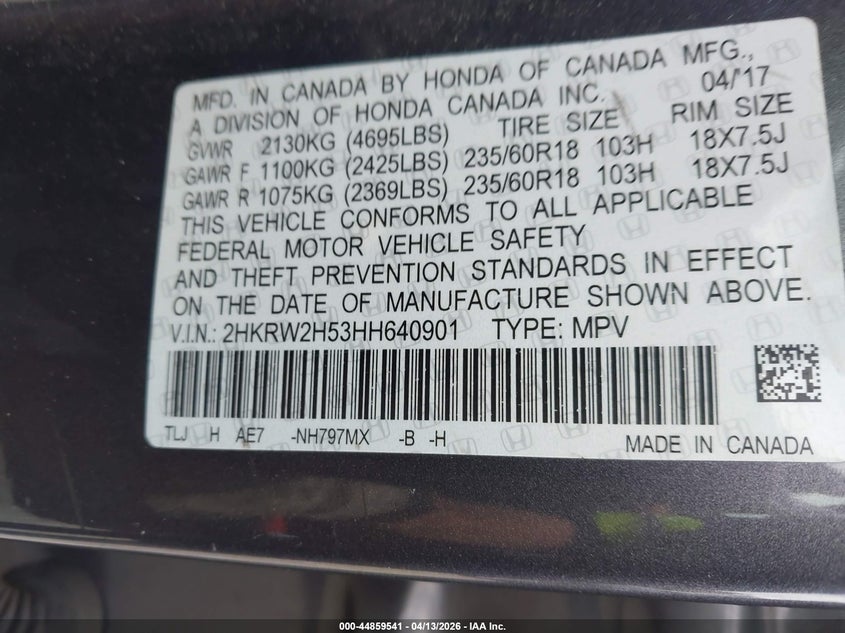 MFD. IN CANADA BY HONDA OF CANADA MFG.,
A DIVISION OF HONDA CANADA INC. 04/'17
GVWR 2130KG (4695LBS) TIRE SIZE RIM SIZE
GAWR F 1100KG (2425LBS) 235/60R18 103H 18X7.5J
GAWR R 1075KG (2369LBS) 235/60R18 103H 18X7.5J
THIS VEHICLE CONFORMS TO ALL APPLICABLE
FEDERAL MOTOR VEHICLE SAFETY
AND THEFT PREVENTION STANDARDS IN EFFECT
ON THE DATE OF MANUFACTURE SHOWN ABOVE.
V.I.N.: 2HKRW2H53HH640901 TYPE: MPV
TLJ H AE7 -NH797MX -B -H
MADE IN CANADA
000-44859541 - 04/13/2026 - IAA Inc.